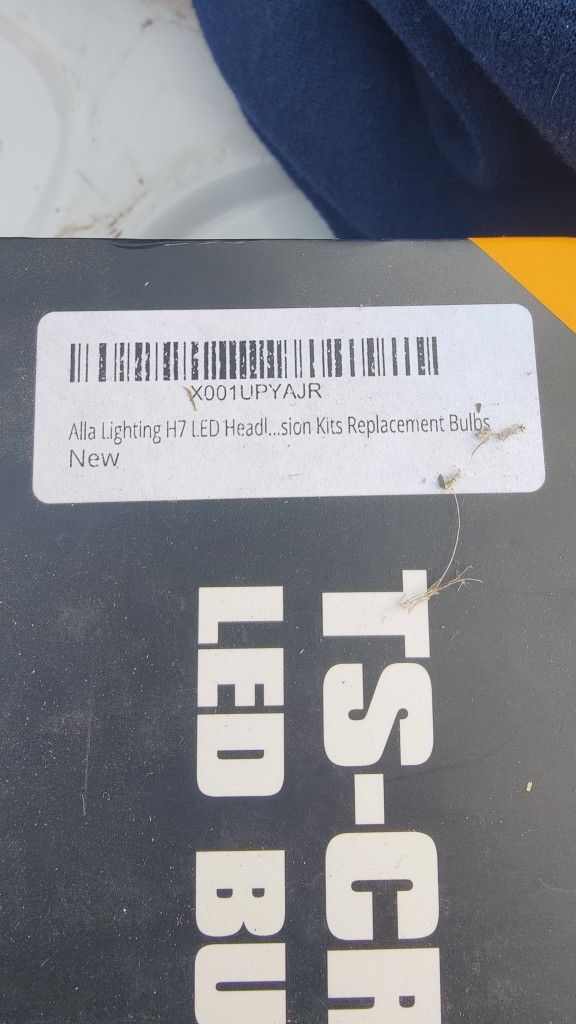 X001UPYAJR
Alla Lighting H7 LED Headl...sion Kits Replacement Bulbs
New
TS-CR
LED BU